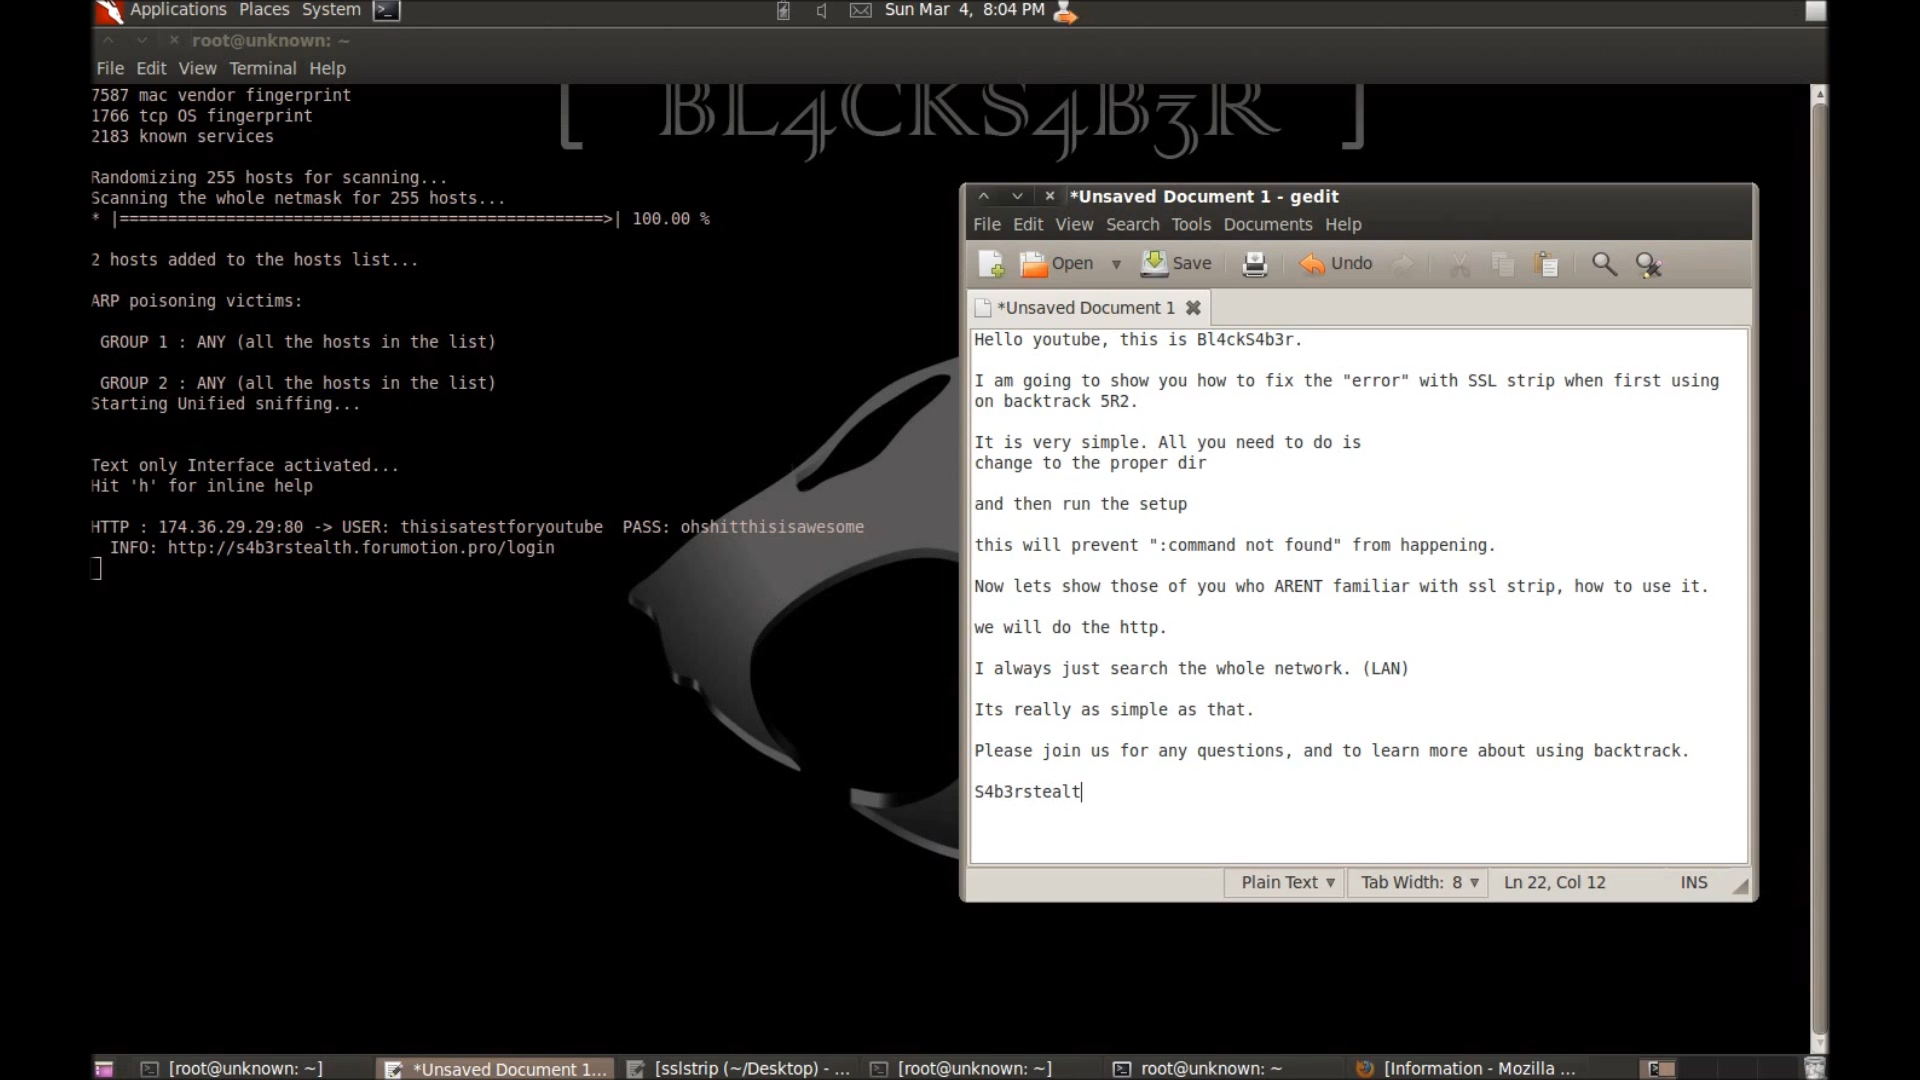 Applications Places System
Sun Mar 4, 8:04 PM
root@unknown: ~
File Edit View Terminal Help
[ BL4CKS4B3R ]
7587 mac vendor fingerprint
1766 tcp OS fingerprint
2183 known services
Randomizing 255 hosts for scanning...
Scanning the whole netmask for 255 hosts...
* |==================================================>| 100.00 %
2 hosts added to the hosts list...
ARP poisoning victims:
GROUP 1 : ANY (all the hosts in the list)
GROUP 2 : ANY (all the hosts in the list)
Starting Unified sniffing...
Text only Interface activated...
Hit 'h' for inline help
HTTP : 174.36.29.29:80 -> USER: thisisatestforyoutube  PASS: ohshitthisisawesome
INFO: http://s4b3rstealth.forumotion.pro/login
*Unsaved Document 1 - gedit
File Edit View Search Tools Documents Help
Open Save Undo
*Unsaved Document 1
Hello youtube, this is Bl4ckS4b3r.
I am going to show you how to fix the "error" with SSL strip when first using
on backtrack 5R2.
It is very simple. All you need to do is
change to the proper dir
and then run the setup
this will prevent ":command not found" from happening.
Now lets show those of you who ARENT familiar with ssl strip, how to use it.
we will do the http.
I always just search the whole network. (LAN)
Its really as simple as that.
Please join us for any questions, and to learn more about using backtrack.
S4b3rstealt
Plain Text Tab Width: 8 Ln 22, Col 12 INS
[root@unknown: ~] *Unsaved Document 1... [sslstrip (~/Desktop) - ... [root@unknown: ~] root@unknown: ~ [Information - Mozilla ...